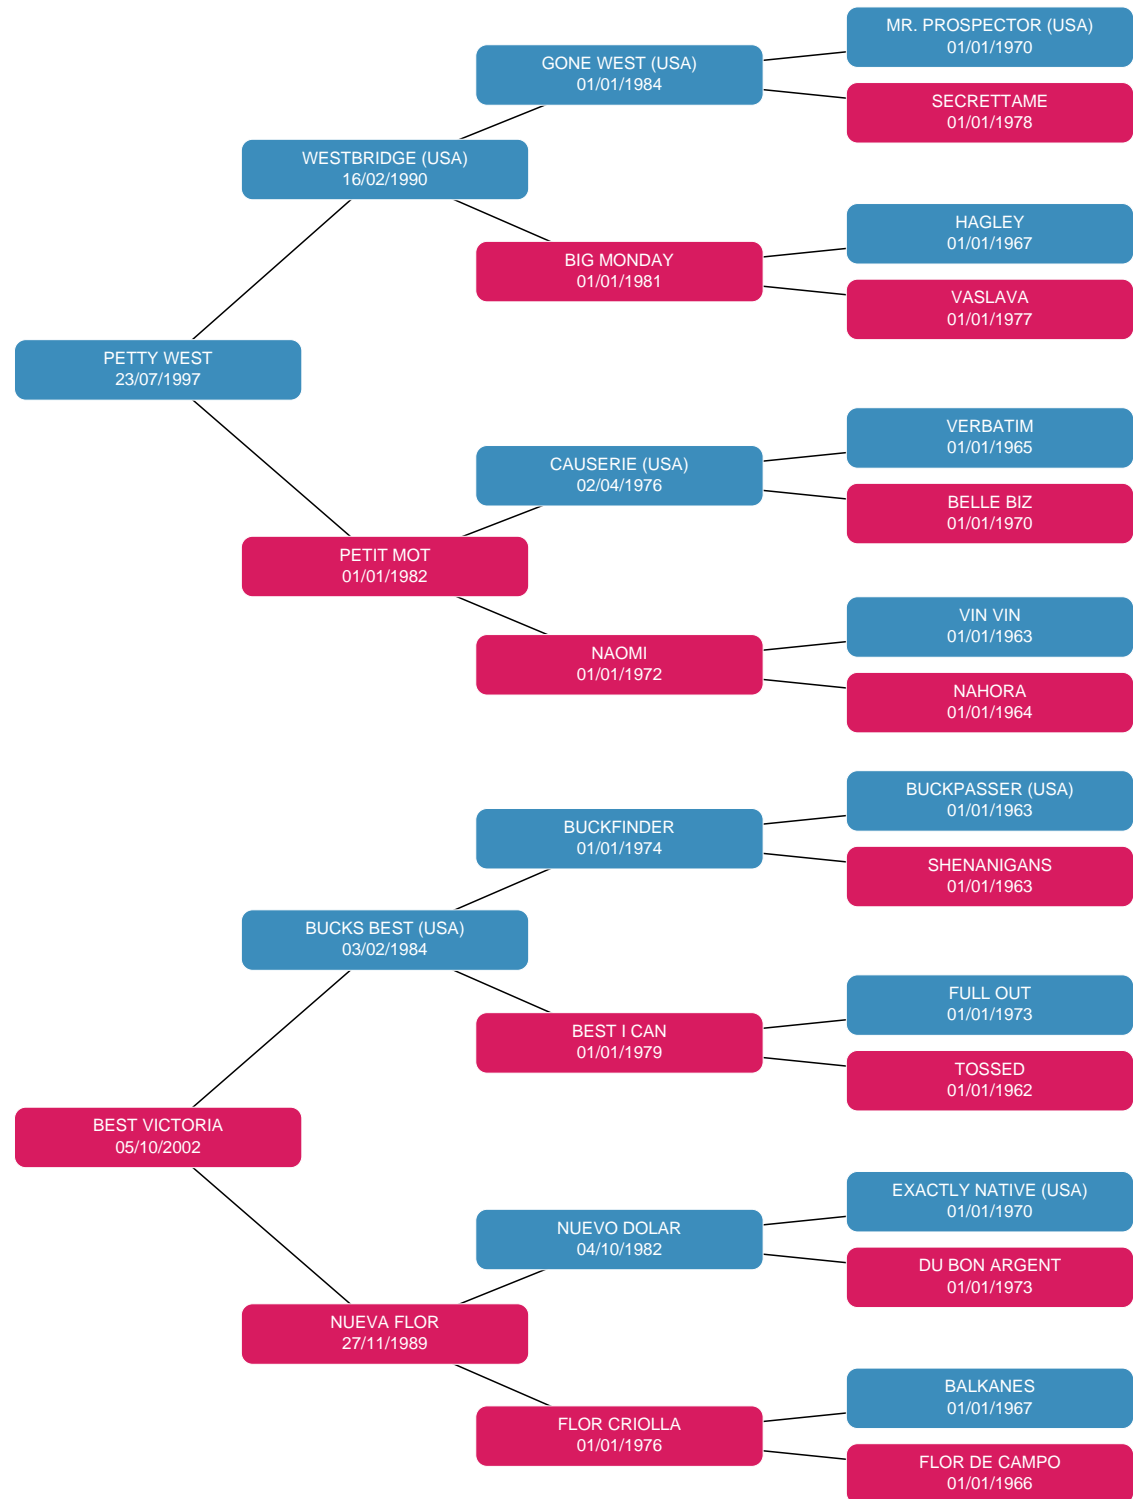 MR. PROSPECTOR (USA)
01/01/1970
GONE WEST (USA)
01/01/1984
SECRETTAME
01/01/1978
WESTBRIDGE (USA)
16/02/1990
HAGLEY
01/01/1967
BIG MONDAY
01/01/1981
VASLAVA
01/01/1977
PETTY WEST
23/07/1997
VERBATIM
01/01/1965
CAUSERIE (USA)
02/04/1976
BELLE BIZ
01/01/1970
PETIT MOT
01/01/1982
VIN VIN
01/01/1963
NAOMI
01/01/1972
NAHORA
01/01/1964
BUCKPASSER (USA)
01/01/1963
BUCKFINDER
01/01/1974
SHENANIGANS
01/01/1963
BUCKS BEST (USA)
03/02/1984
FULL OUT
01/01/1973
BEST I CAN
01/01/1979
TOSSED
01/01/1962
BEST VICTORIA
05/10/2002
EXACTLY NATIVE (USA)
01/01/1970
NUEVO DOLAR
04/10/1982
DU BON ARGENT
01/01/1973
NUEVA FLOR
27/11/1989
BALKANES
01/01/1967
FLOR CRIOLLA
01/01/1976
FLOR DE CAMPO
01/01/1966